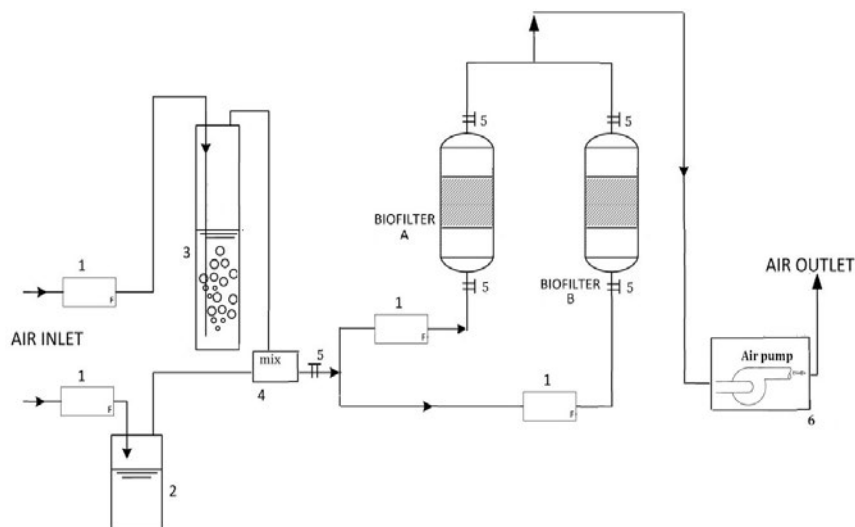 5
5
BIOFILTER
A
3
1
F
5
BIOFILTER
B
5
AIR OUTLET
1
F
AIR INLET
mix
5
4
1
F
1
F
Air pump
6
2